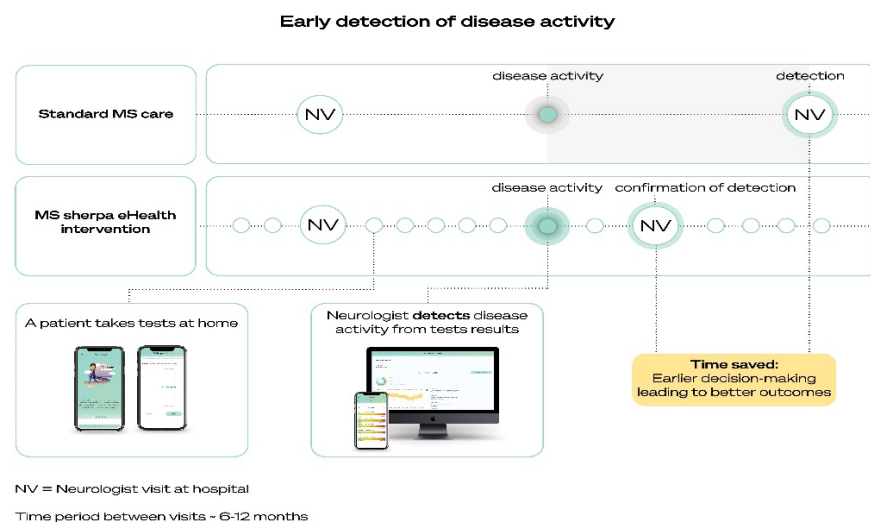 Early detection of disease activity
disease activity
detection
Standard MS care
NV
NV
disease activity
confirmation of detection
MS sherpa eHealth
intervention
NV
NV
A patient takes tests at home
Neurologist detects disease
activity from tests results
Time saved:
Earlier decision-making
leading to better outcomes
NV = Neurologist visit at hospital
Time period between visits ~ 6-12 months